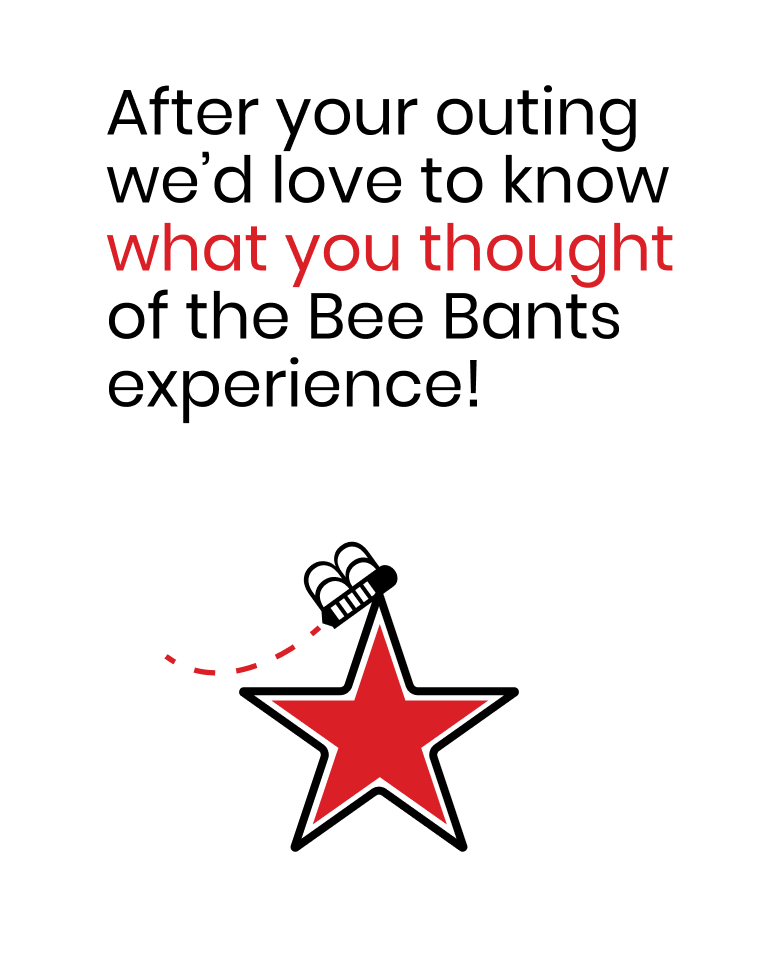 After your outing
we’d love to know
what you thought
of the Bee Bants
experience!